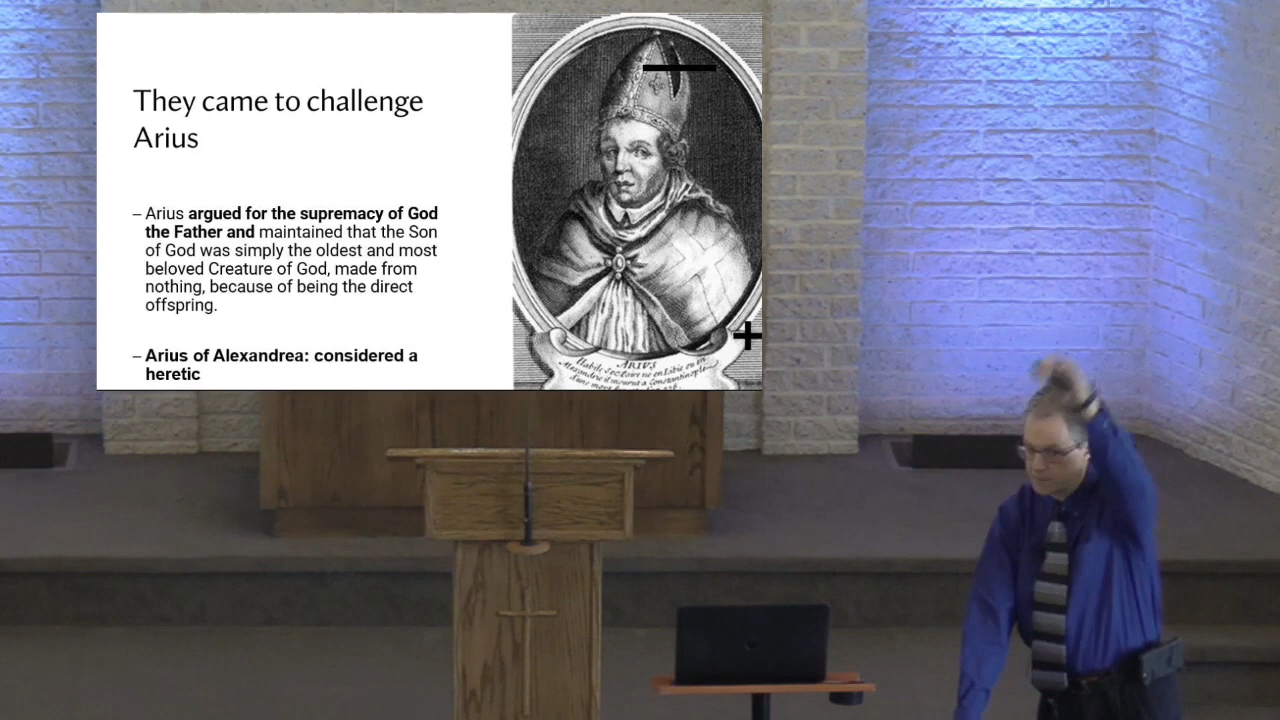 They came to challenge
Arius
– Arius argued for the supremacy of God
the Father and maintained that the Son
of God was simply the oldest and most
beloved Creature of God, made from
nothing, because of being the direct
offspring.
– Arius of Alexandrea: considered a
heretic
ARIVS